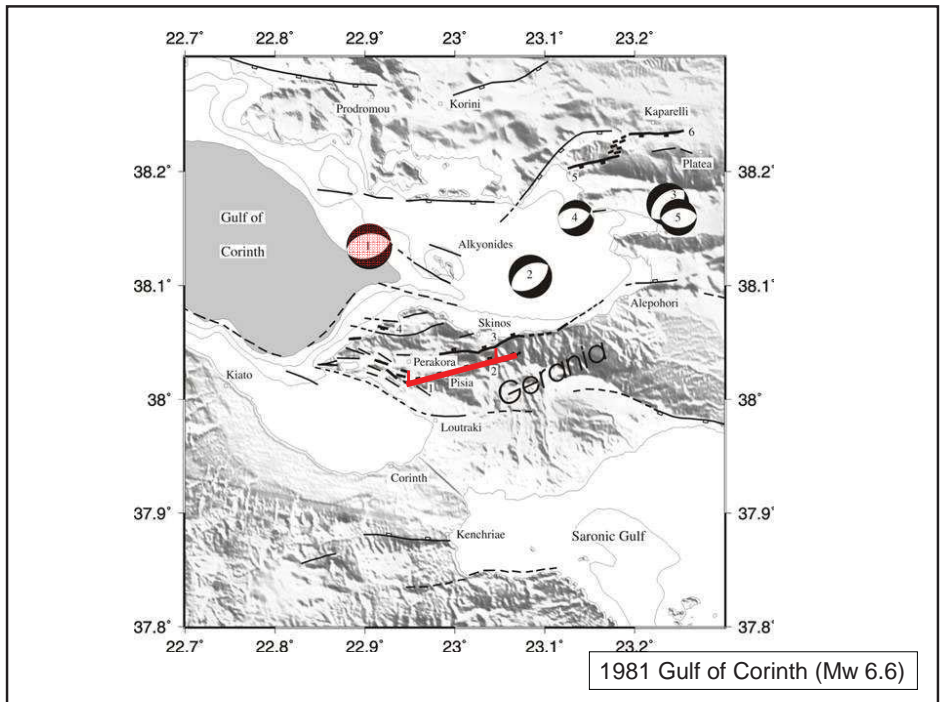 22.7° 22.8° 22.9° 23° 23.1° 23.2°
Korini
Prodromou
Kaparelli
6
Platea
5
38.2° 38.2°
3
4 5
Gulf of
Corinth
1
Alkyonides
2
38.1° 38.1°
Alepohori
Skinos
4
3
Perakora
2
Gerania
Kiato
1 Pisia
38° 38°
Loutraki
Corinth
37.9° 37.9°
Kenchriae
Saronic Gulf
37.8° 37.8°
22.7° 22.8° 22.9° 23° 23.1° 23.2°
1981 Gulf of Corinth (Mw 6.6)